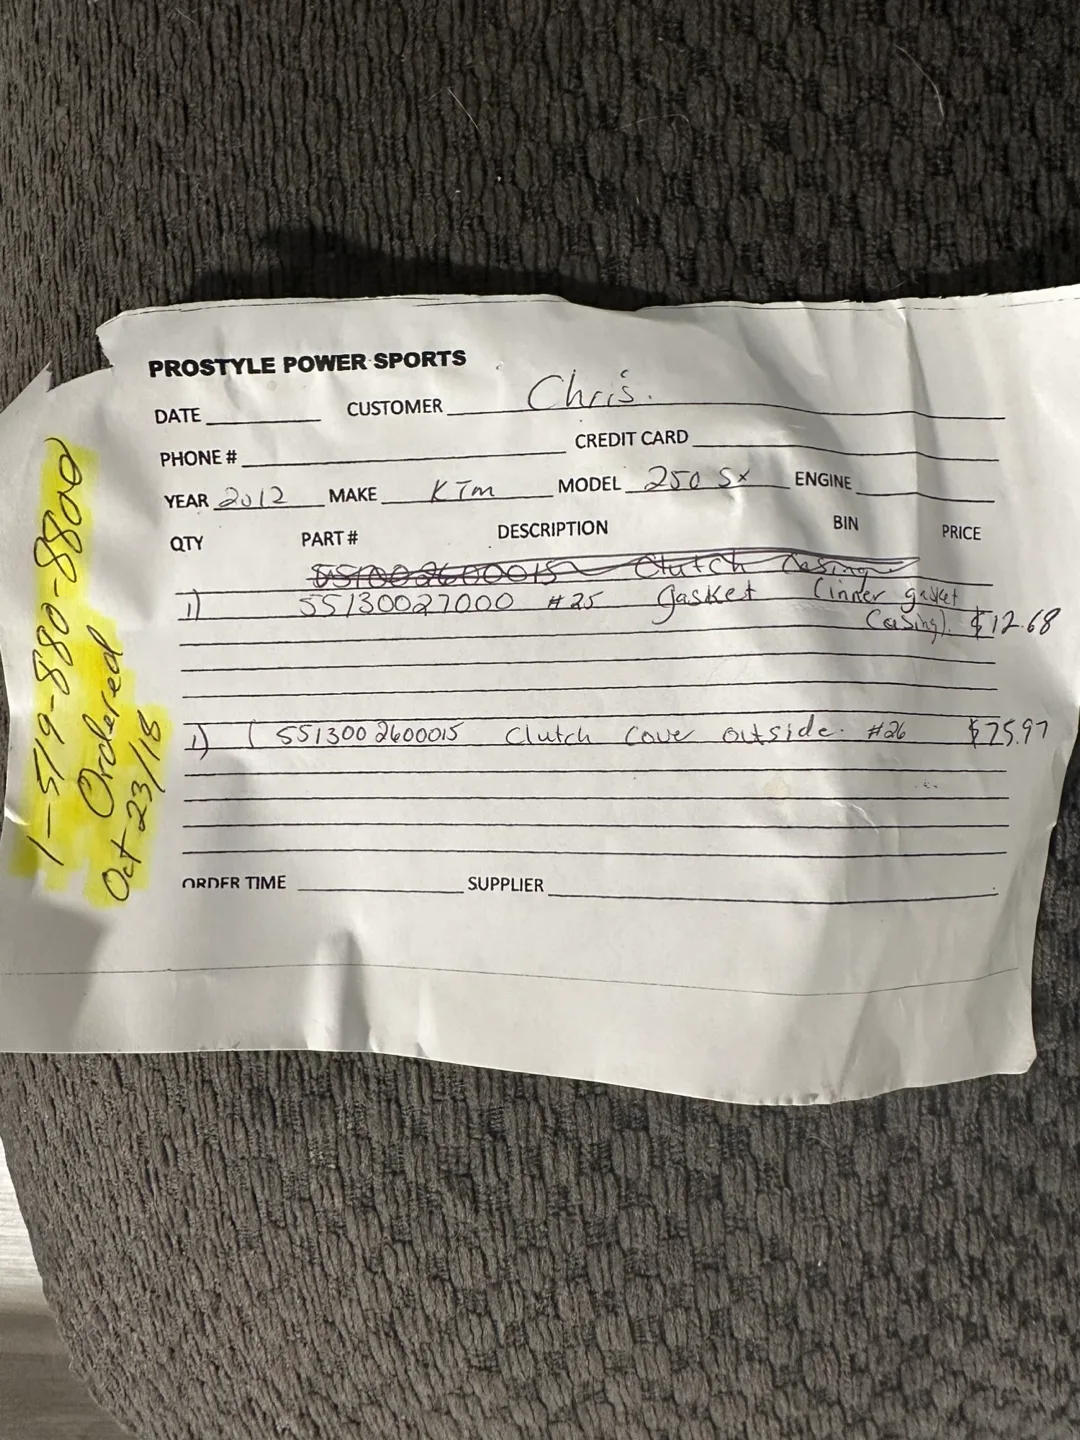 PROSTYLE POWER SPORTS
DATE CUSTOMER Chris.
PHONE # CREDIT CARD
YEAR 2012 MAKE KTm MODEL 250 Sx ENGINE
QTY PART # DESCRIPTION BIN PRICE
Clutch Casing
1) 55130027000 #25 gasket (inner gasket
Casing). $12.68
1) 5513002600015 Clutch Cover outside. #26 $75.97
ORDER TIME SUPPLIER
1-519-880-8800
Ordered
Oct 23/18